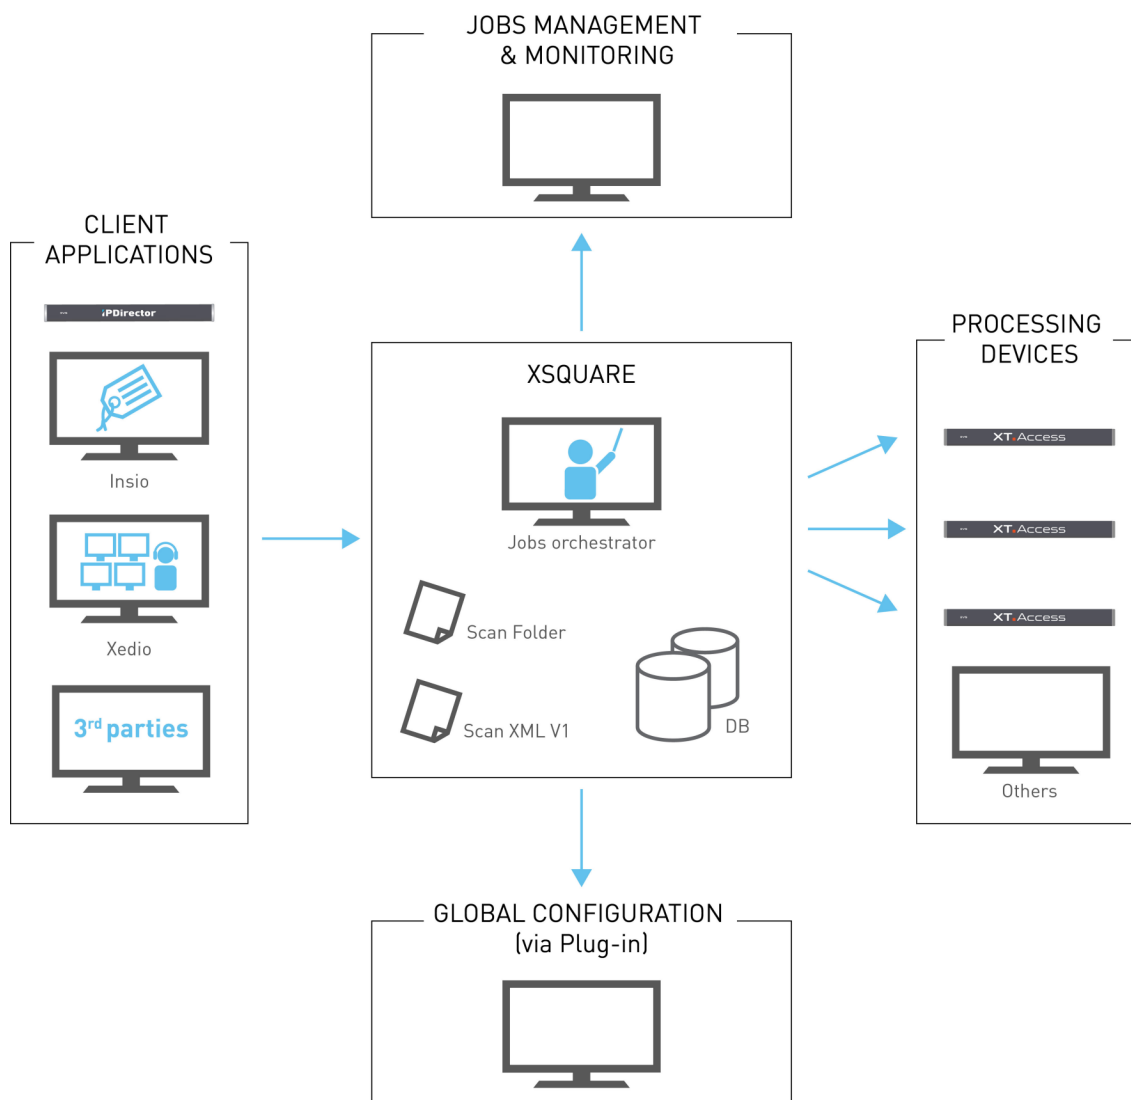 JOBS MANAGEMENT
& MONITORING
CLIENT
APPLICATIONS
iPDirector
Insio
Xedio
3rd parties
XSQUARE
Jobs orchestrator
Scan Folder
Scan XML V1
DB
PROCESSING
DEVICES
XT.Access
XT.Access
XT.Access
Others
GLOBAL CONFIGURATION
(via Plug-in)